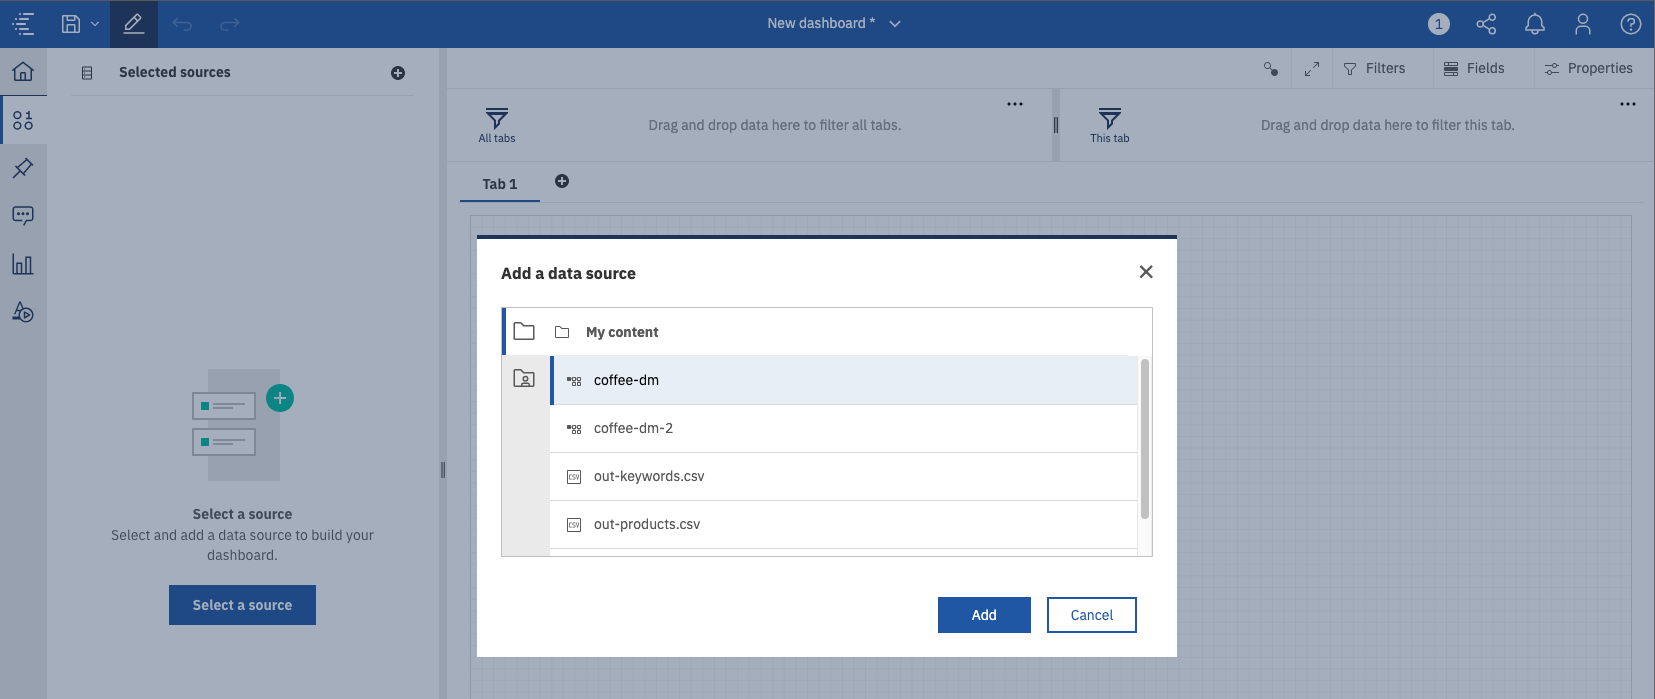 New dashboard *
1
Selected sources
Filters
Fields
Properties
All tabs
Drag and drop data here to filter all tabs.
This tab
Drag and drop data here to filter this tab.
Tab 1
Add a data source
My content
coffee-dm
coffee-dm-2
CSV out-keywords.csv
CSV out-products.csv
Add
Cancel
Select a source
Select and add a data source to build your
dashboard.
Select a source